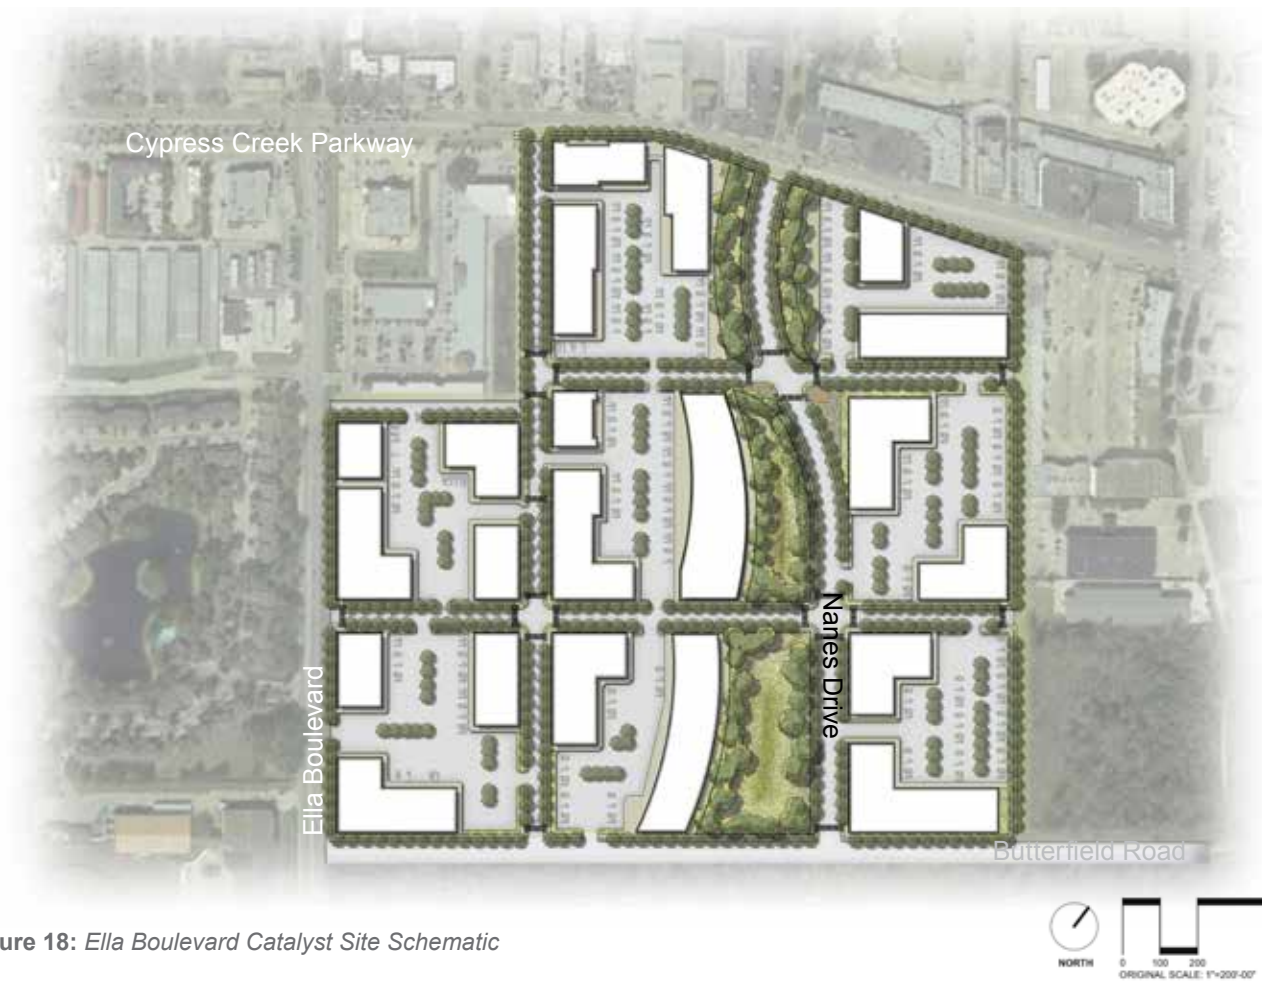 Cypress Creek Parkway
Nanes Drive
Ella Boulevard
Butterfield Road
ure 18: Ella Boulevard Catalyst Site Schematic
NORTH
0 100 200
ORIGINAL SCALE: 1"=200'-00"